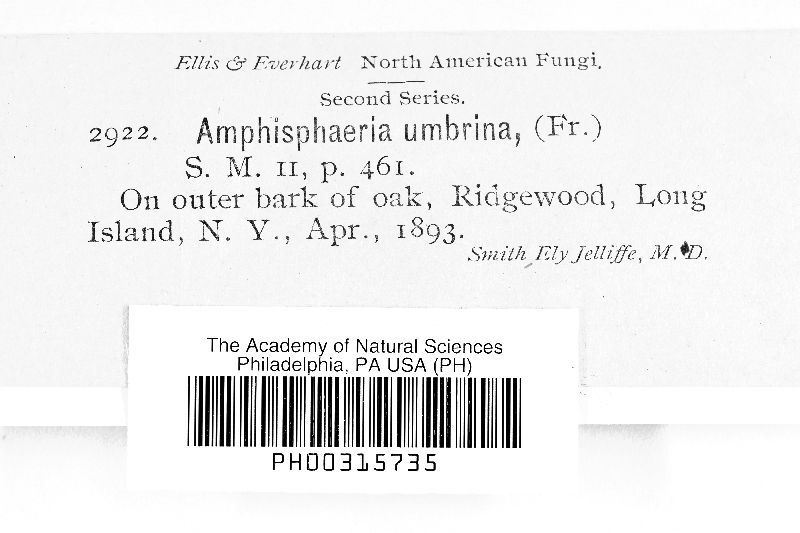 Ellis & Everhart North American Fungi.
Second Series.
2922. Amphisphaeria umbrina, (Fr.)
S. M. II, p. 461.
On outer bark of oak, Ridgewood, Long
Island, N. Y., Apr., 1893.
Smith Ely Jelliffe, M. D.
The Academy of Natural Sciences
Philadelphia, PA USA (PH)
PH00315735